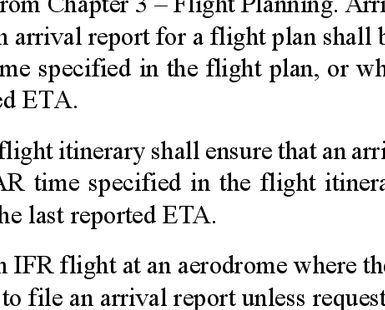 rom Chapter 3 – Flight Planning. Arri
n arrival report for a flight plan shall b
me specified in the flight plan, or wh
ed ETA.
flight itinerary shall ensure that an arri
AR time specified in the flight itinera
he last reported ETA.
n IFR flight at an aerodrome where the
to file an arrival report unless request